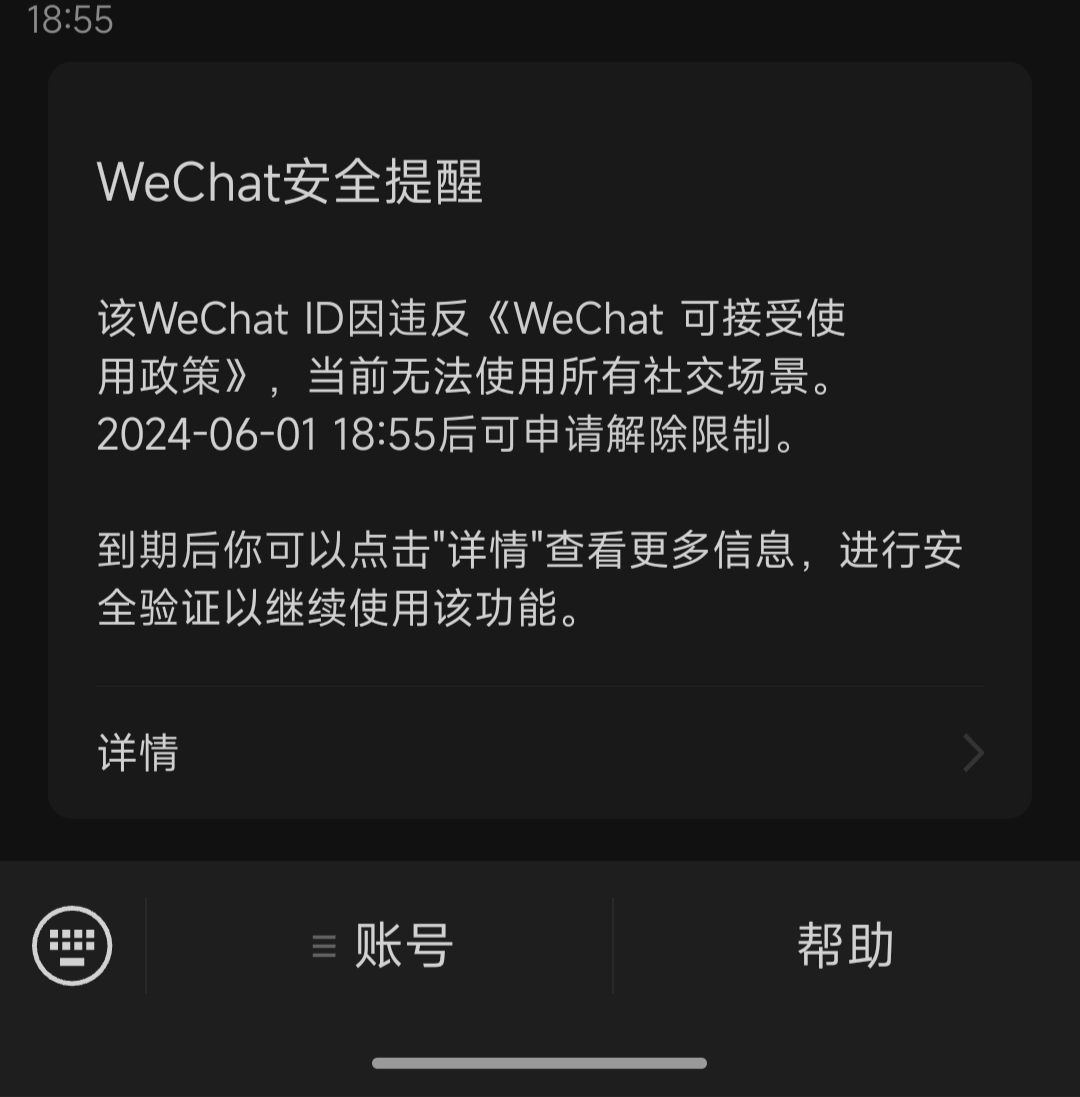 18:55
WeChat安全提醒
该WeChat ID因违反《WeChat 可接受使
用政策》，当前无法使用所有社交场景。
2024-06-01 18:55后可申请解除限制。
到期后你可以点击"详情"查看更多信息，进行安
全验证以继续使用该功能。
详情
账号
帮助